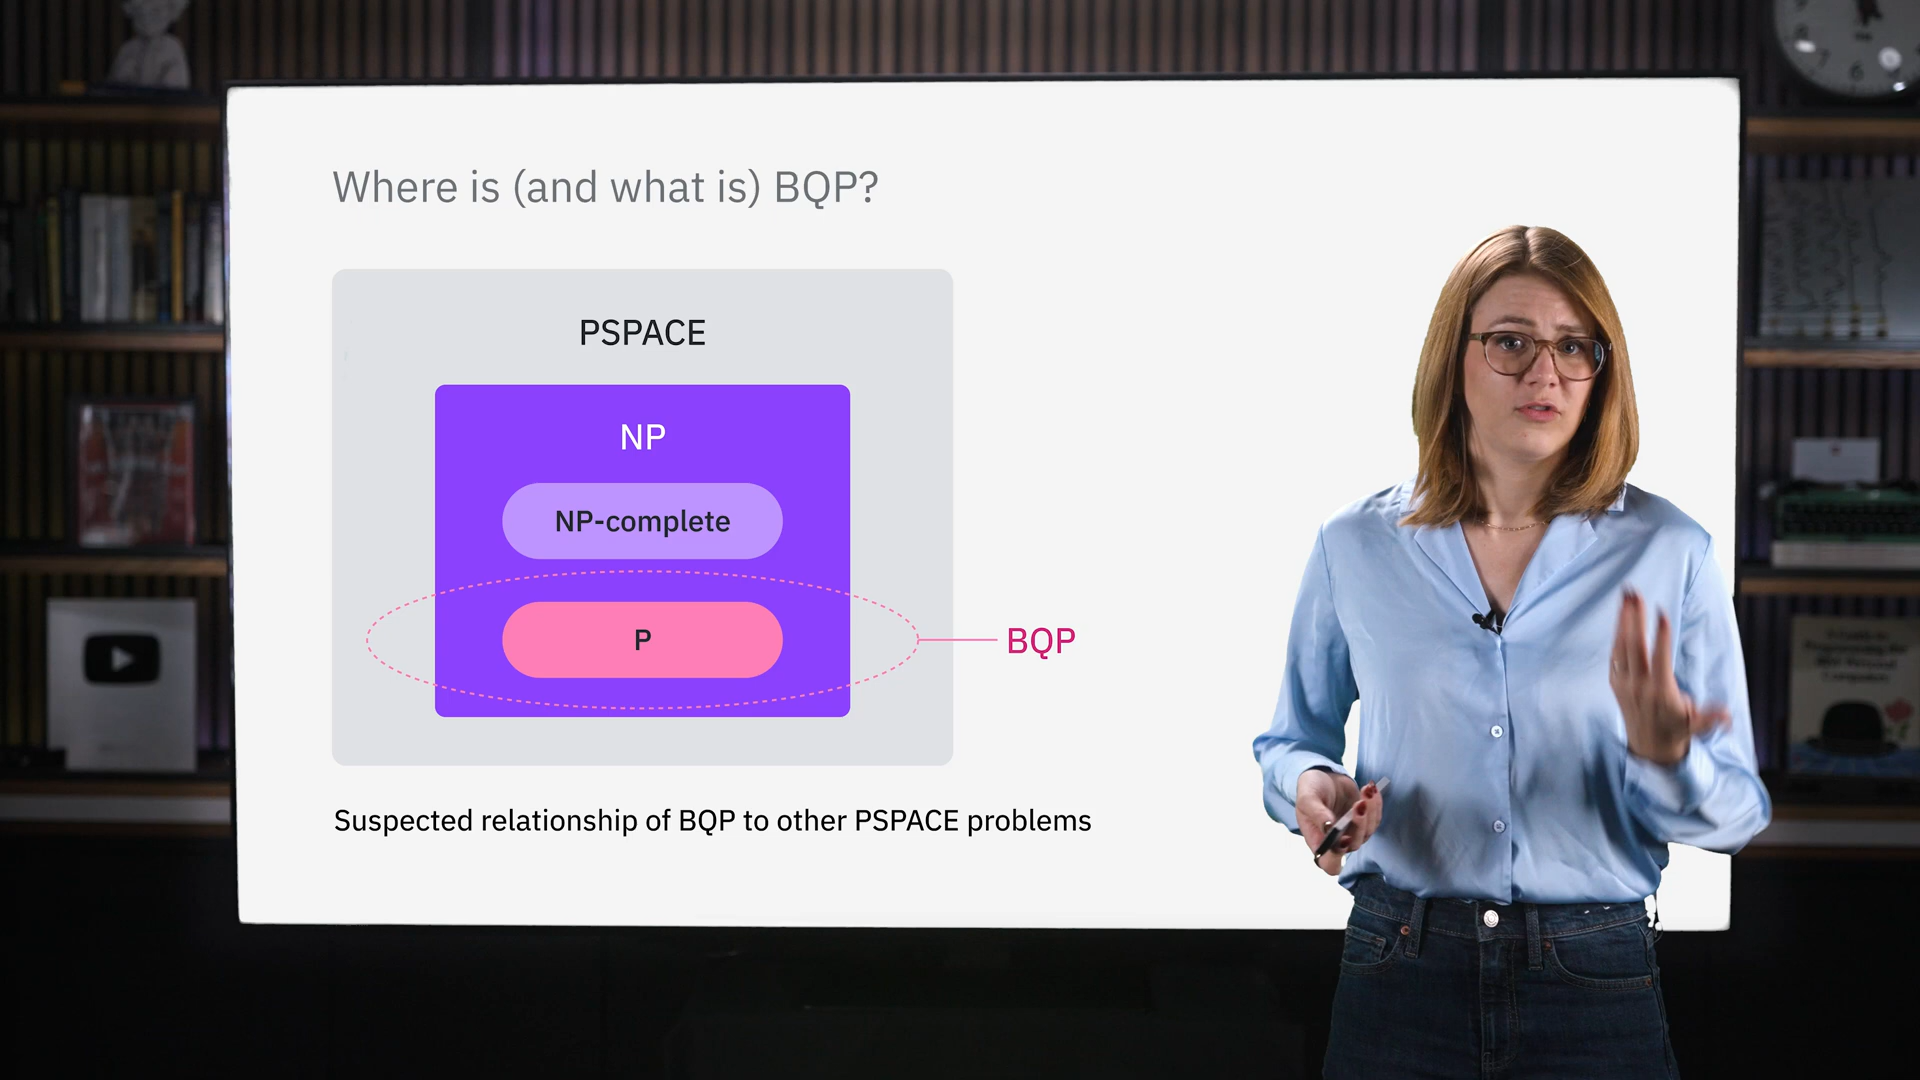 Where is (and what is) BQP?
PSPACE
NP
NP-complete
P
BQP
Suspected relationship of BQP to other PSPACE problems